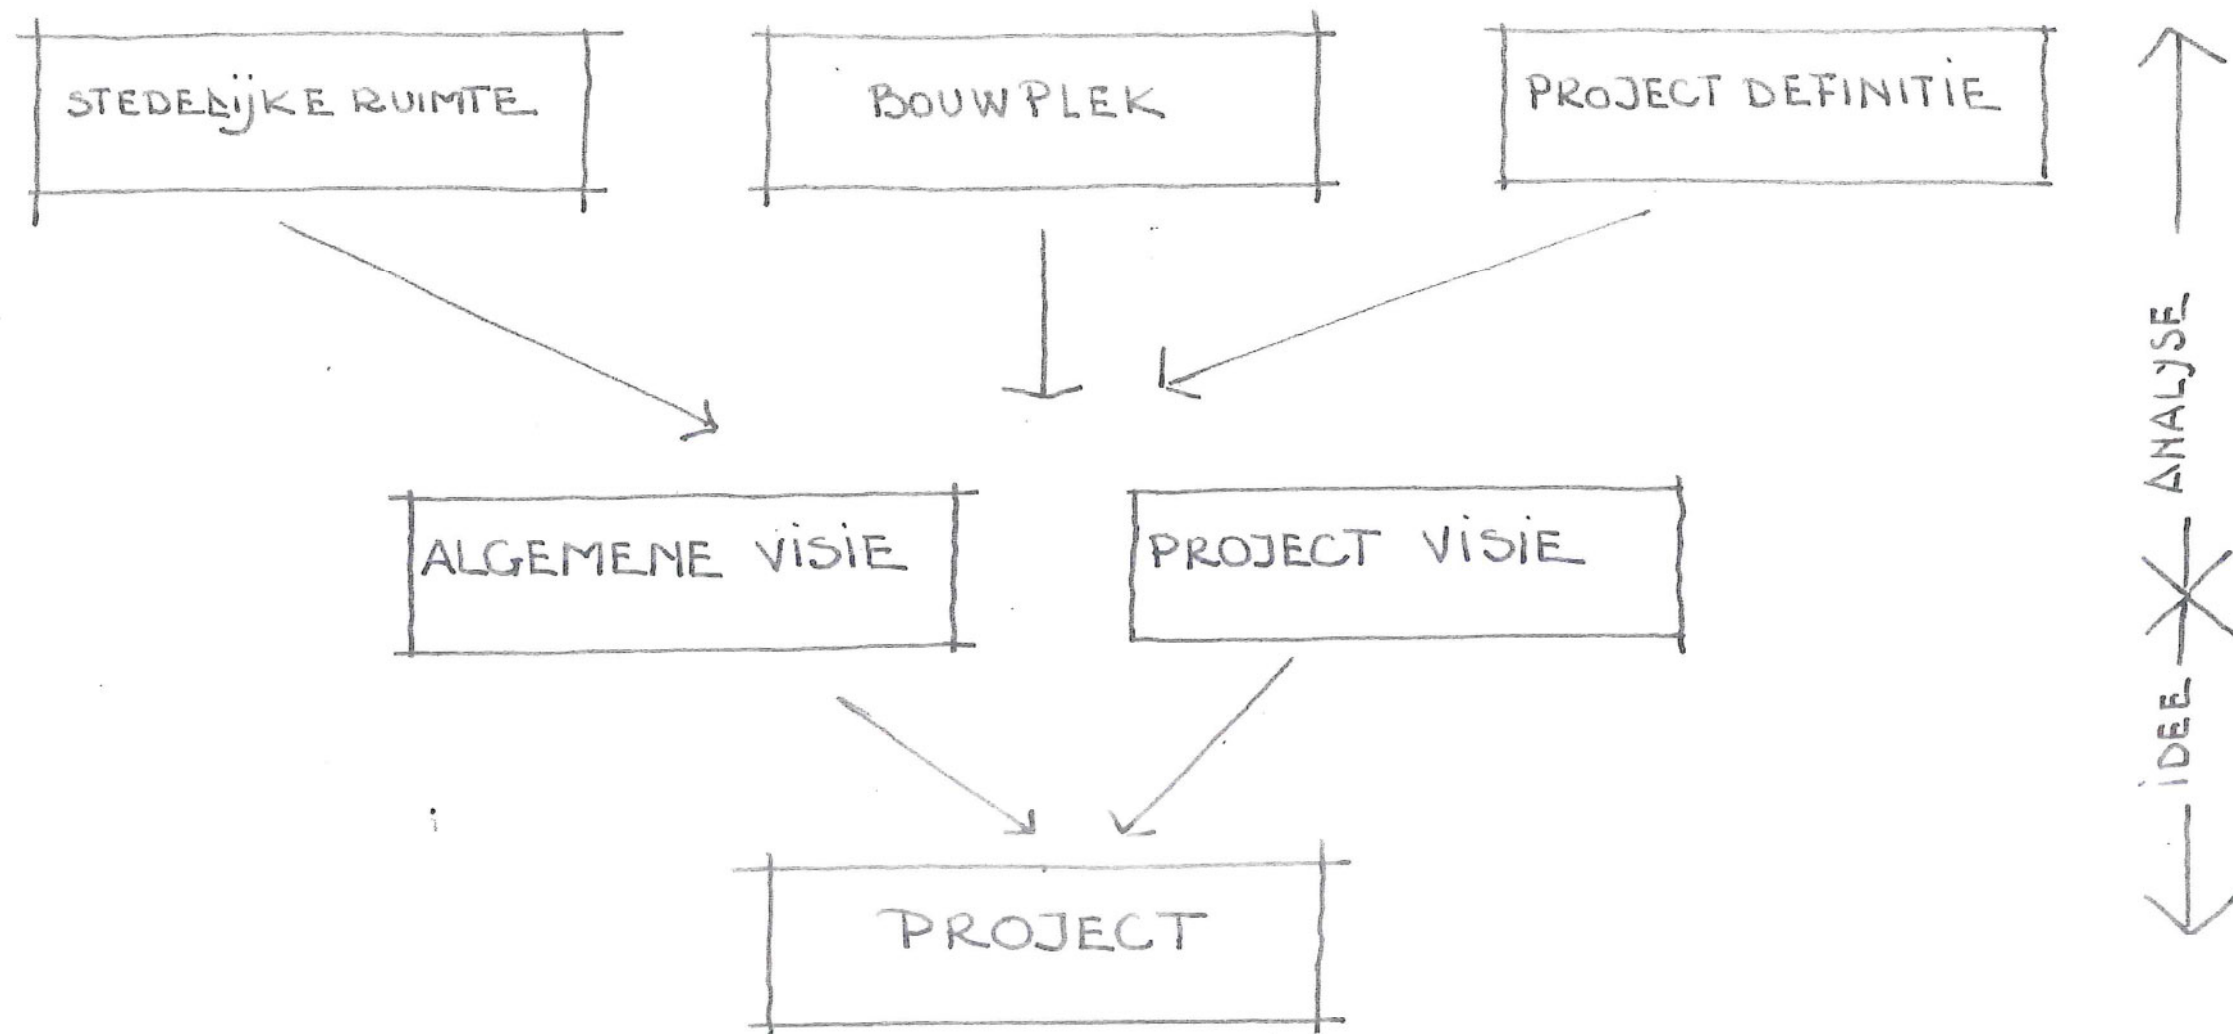 STEDELIJKE RUIMTE
BOUWPLEK
PROJECT DEFINITIE
ALGEMENE VISIE
PROJECT VISIE
PROJECT
ANALYSE
IDEE